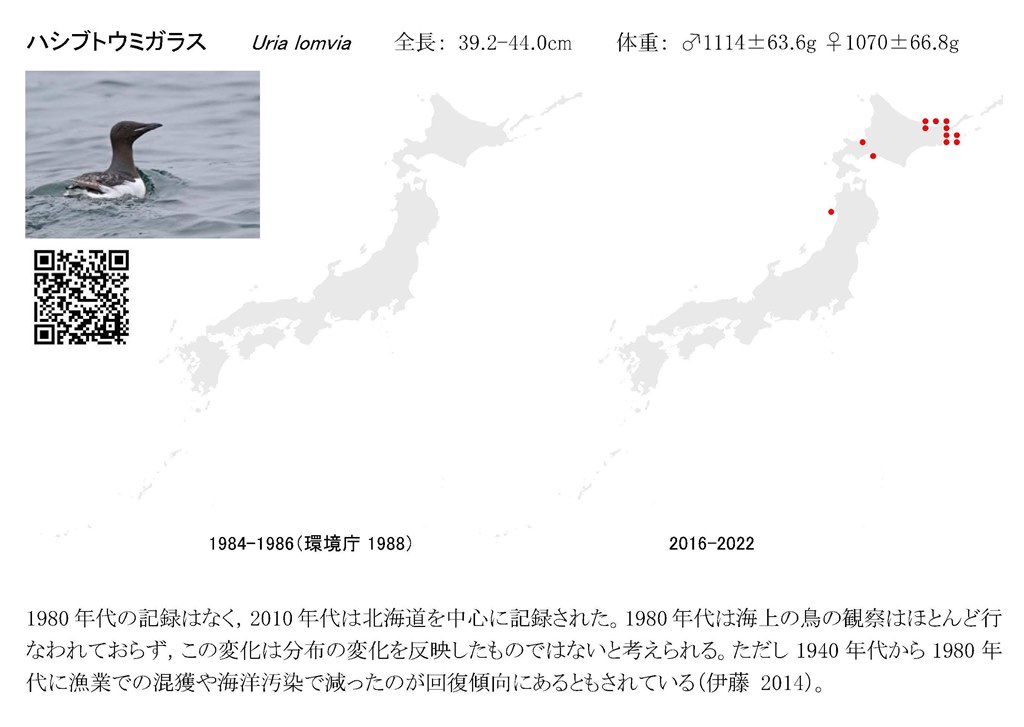 ハシブトウミガラス Uria lomvia 全長： 39.2-44.0cm 体重： ♂1114±63.6g ♀1070±66.8g
1984-1986（環境庁 1988） 2016-2022
1980 年代の記録はなく，2010 年代は北海道を中心に記録された。1980 年代は海上の鳥の観察はほとんど行
なわれておらず，この変化は分布の変化を反映したものではないと考えられる。ただし 1940 年代から 1980 年
代に漁業での混獲や海洋汚染で減ったのが回復傾向にあるともされている（伊藤 2014）。